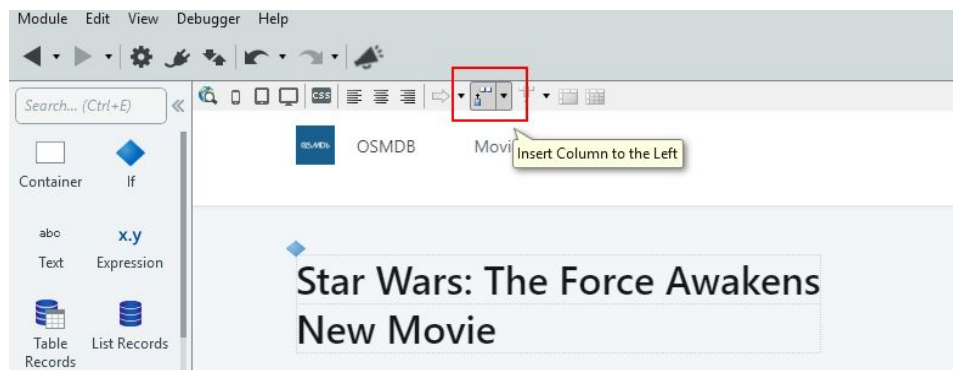 Module Edit View Debugger Help
Search... (Ctrl+E)
CSS
OSMDb OSMDB Movi
Insert Column to the Left
Container If
abc x.y
Text Expression
Star Wars: The Force Awakens
New Movie
Table List Records
Records